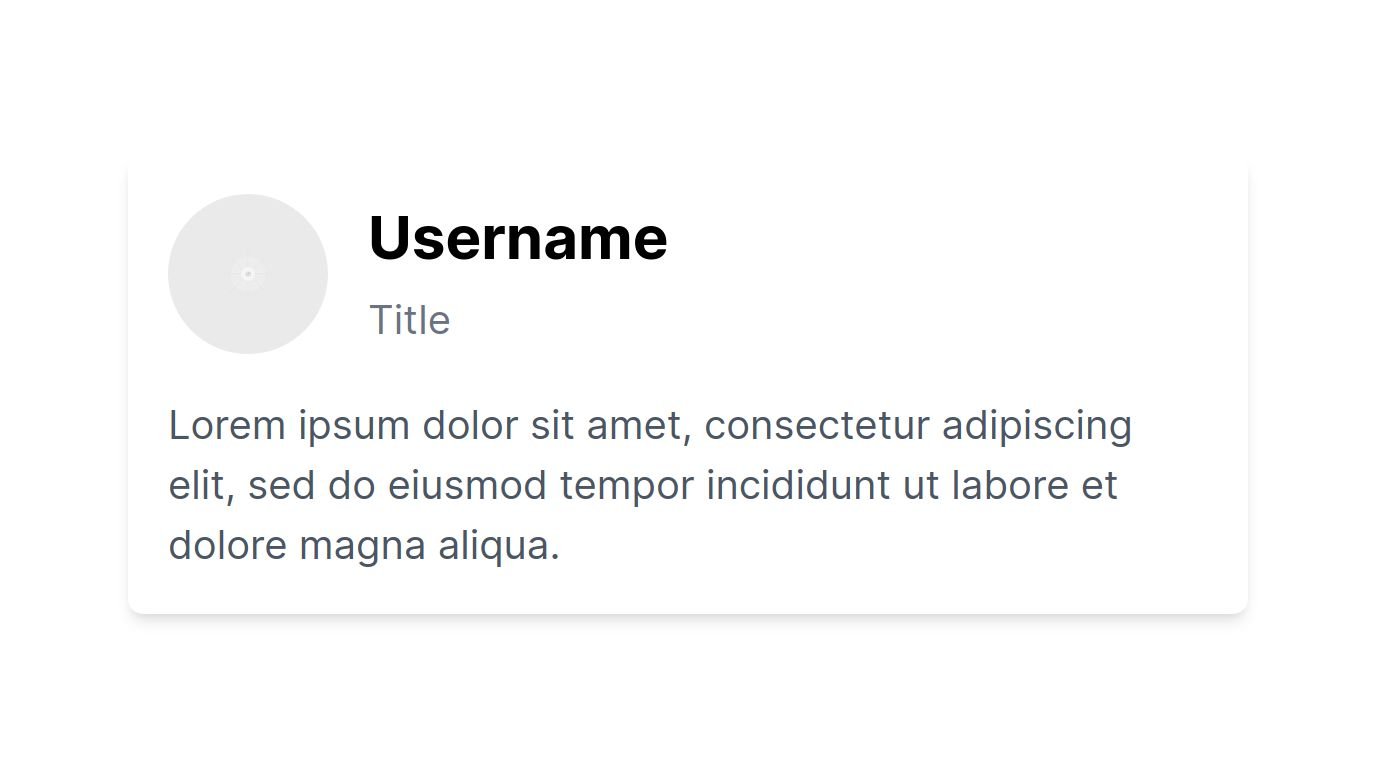 Username
Title
Lorem ipsum dolor sit amet, consectetur adipiscing
elit, sed do eiusmod tempor incididunt ut labore et
dolore magna aliqua.